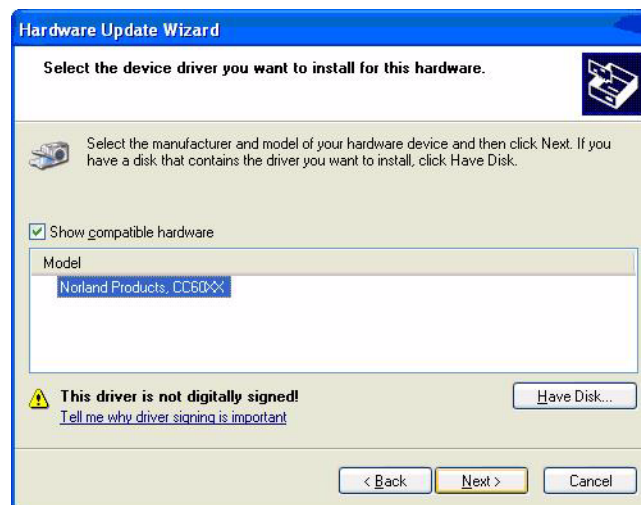 Hardware Update Wizard
Select the device driver you want to install for this hardware.
Select the manufacturer and model of your hardware device and then click Next. If you
have a disk that contains the driver you want to install, click Have Disk.
Show compatible hardware
Model
Norland Products, CC60XX
This driver is not digitally signed!
Have Disk...
Tell me why driver signing is important
< Back
Next >
Cancel